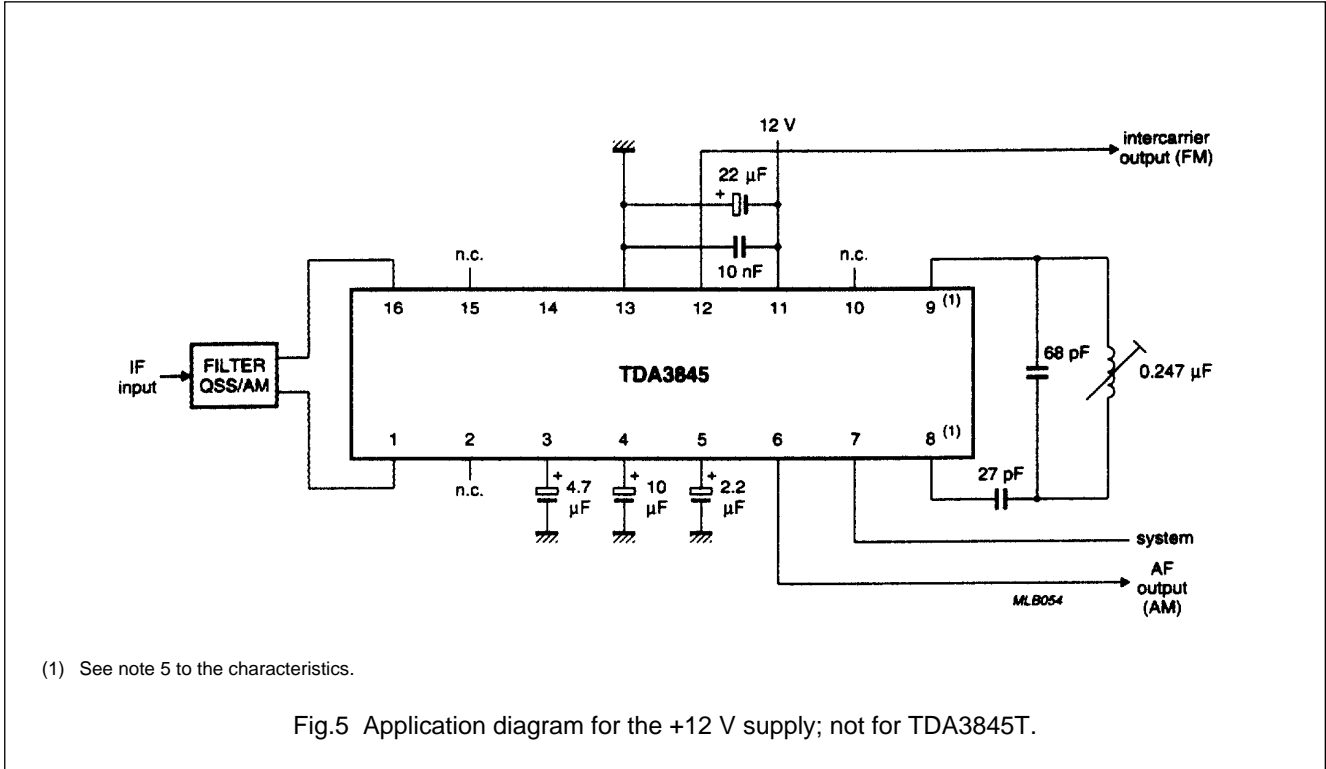 12 V
intercarrier
output (FM)
22 μF
+
10 nF
n.c.
n.c.
16 15 14 13 12 11 10 9 (1)
IF
input
FILTER
QSS/AM
TDA3845
68 pF
0.247 μF
1 2 3 4 5 6 7 8 (1)
n.c.
+ 4.7
μF
+ 10
μF
+ 2.2
μF
27 pF
system
AF
output
(AM)
MLB054
(1) See note 5 to the characteristics.
Fig.5 Application diagram for the +12 V supply; not for TDA3845T.